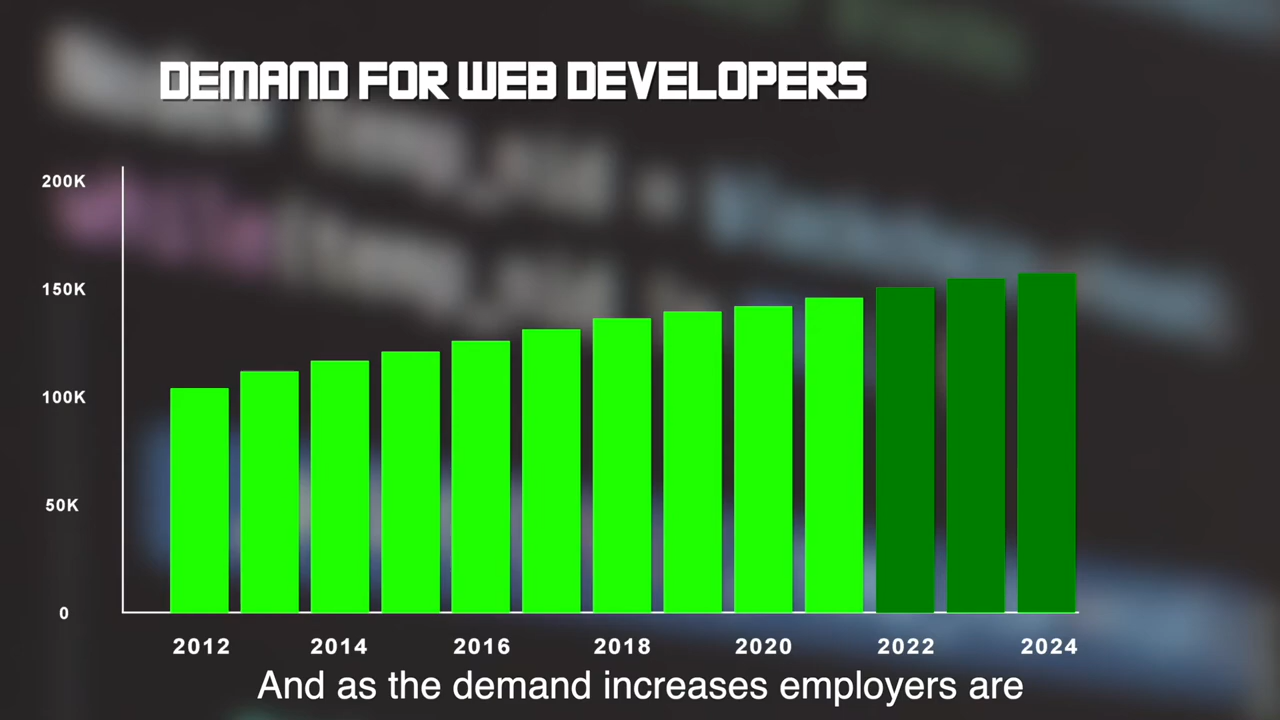 DEMAND FOR WEB DEVELOPERS
200K
150K
100K
50K
0
2012 2014 2016 2018 2020 2022 2024
And as the demand increases employers are